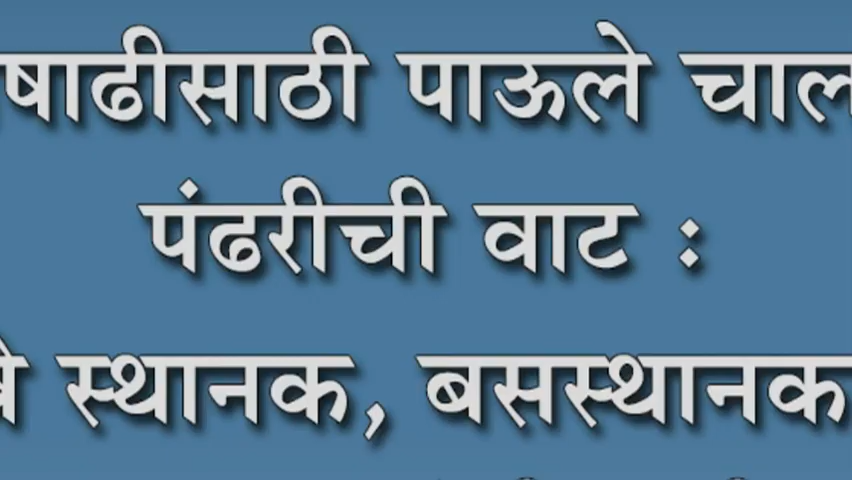 षाढीसाठी पाऊले चाल
पंढरीची वाट :
स्थानक, बसस्थानक